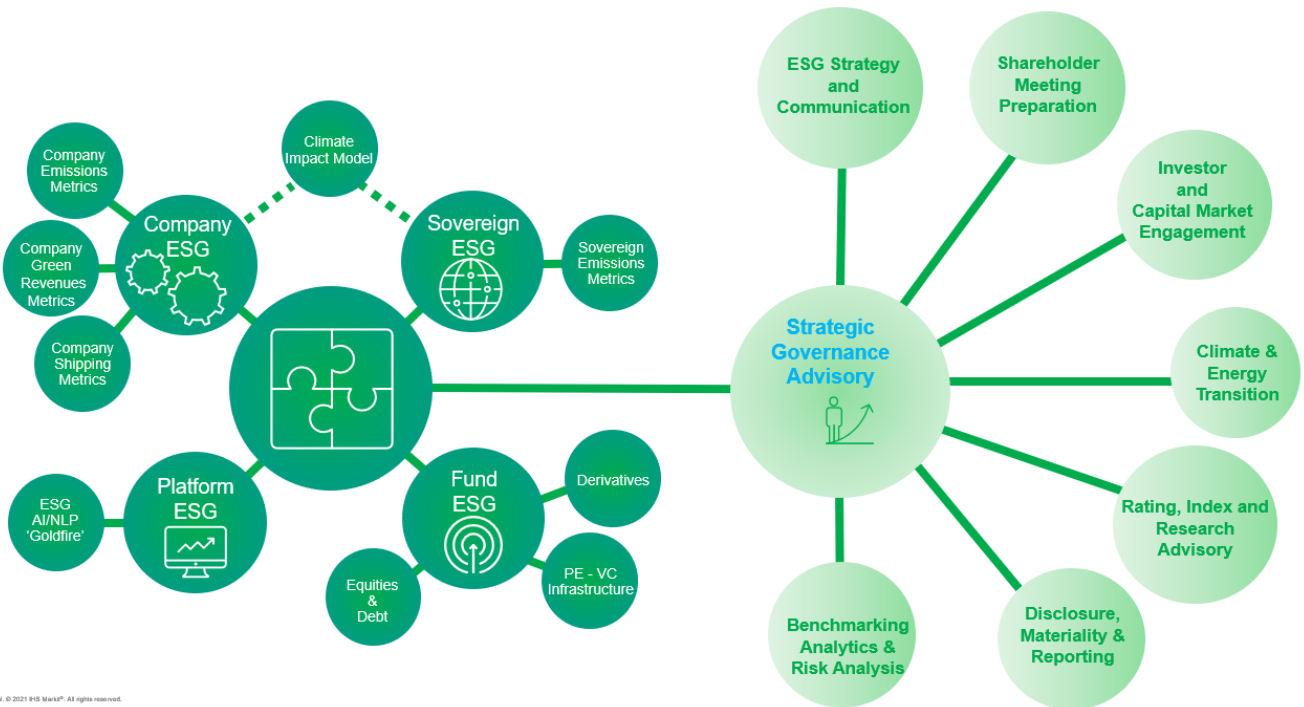 Company
Emissions
Metrics
Climate
Impact Model
Company
ESG
Sovereign
ESG
Company
Green
Revenues
Metrics
Sovereign
Emissions
Metrics
Company
Shipping
Metrics
Platform
ESG
ESG
AI/NLP
'Goldfire'
Fund
ESG
Derivatives
Equities
&
Debt
PE - VC
Infrastructure
ESG Strategy
and
Communication
Shareholder
Meeting
Preparation
Investor
and
Capital Market
Engagement
Strategic
Governance
Advisory
Climate &
Energy
Transition
Rating, Index and
Research
Advisory
Disclosure,
Materiality &
Reporting
Benchmarking
Analytics &
Risk Analysis
© 2021 IHS Markit®. All rights reserved.